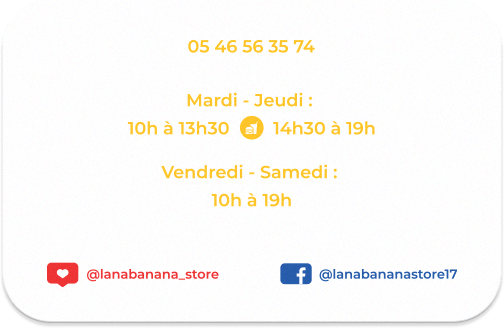 05 46 56 35 74
Mardi - Jeudi :
10h à 13h30 14h30 à 19h
Vendredi - Samedi :
10h à 19h
@lanabanana_store @lanabananastore17